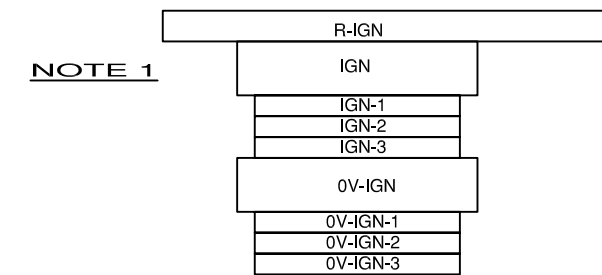 R-IGN
IGN
NOTE 1
IGN-1
IGN-2
IGN-3
0V-IGN
0V-IGN-1
0V-IGN-2
0V-IGN-3